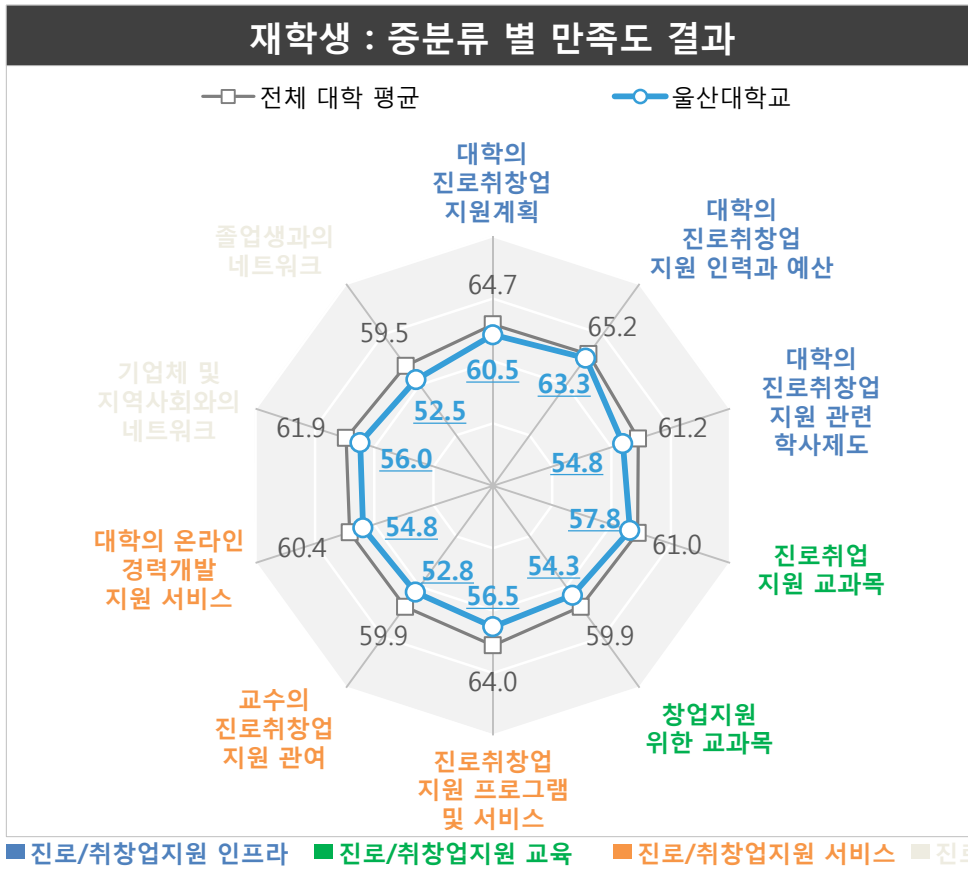 재학생 : 중분류 별 만족도 결과
전체 대학 평균
울산대학교
대학의
진로취창업
지원계획
대학의
진로취창업
지원 인력과 예산
대학의
진로취창업
지원 관련
학사제도
진로취업
지원 교과목
창업지원
위한 교과목
진로취창업
지원 프로그램
및 서비스
교수의
진로취창업
지원 관여
대학의 온라인
경력개발
지원 서비스
기업체 및
지역사회와의
네트워크
졸업생과의
네트워크
64.7
65.2
61.2
61.0
59.9
64.0
59.9
60.4
61.9
59.5
60.5
63.3
54.8
57.8
54.3
56.5
52.8
54.8
56.0
52.5
진로/취창업지원 인프라
진로/취창업지원 교육
진로/취창업지원 서비스
진로